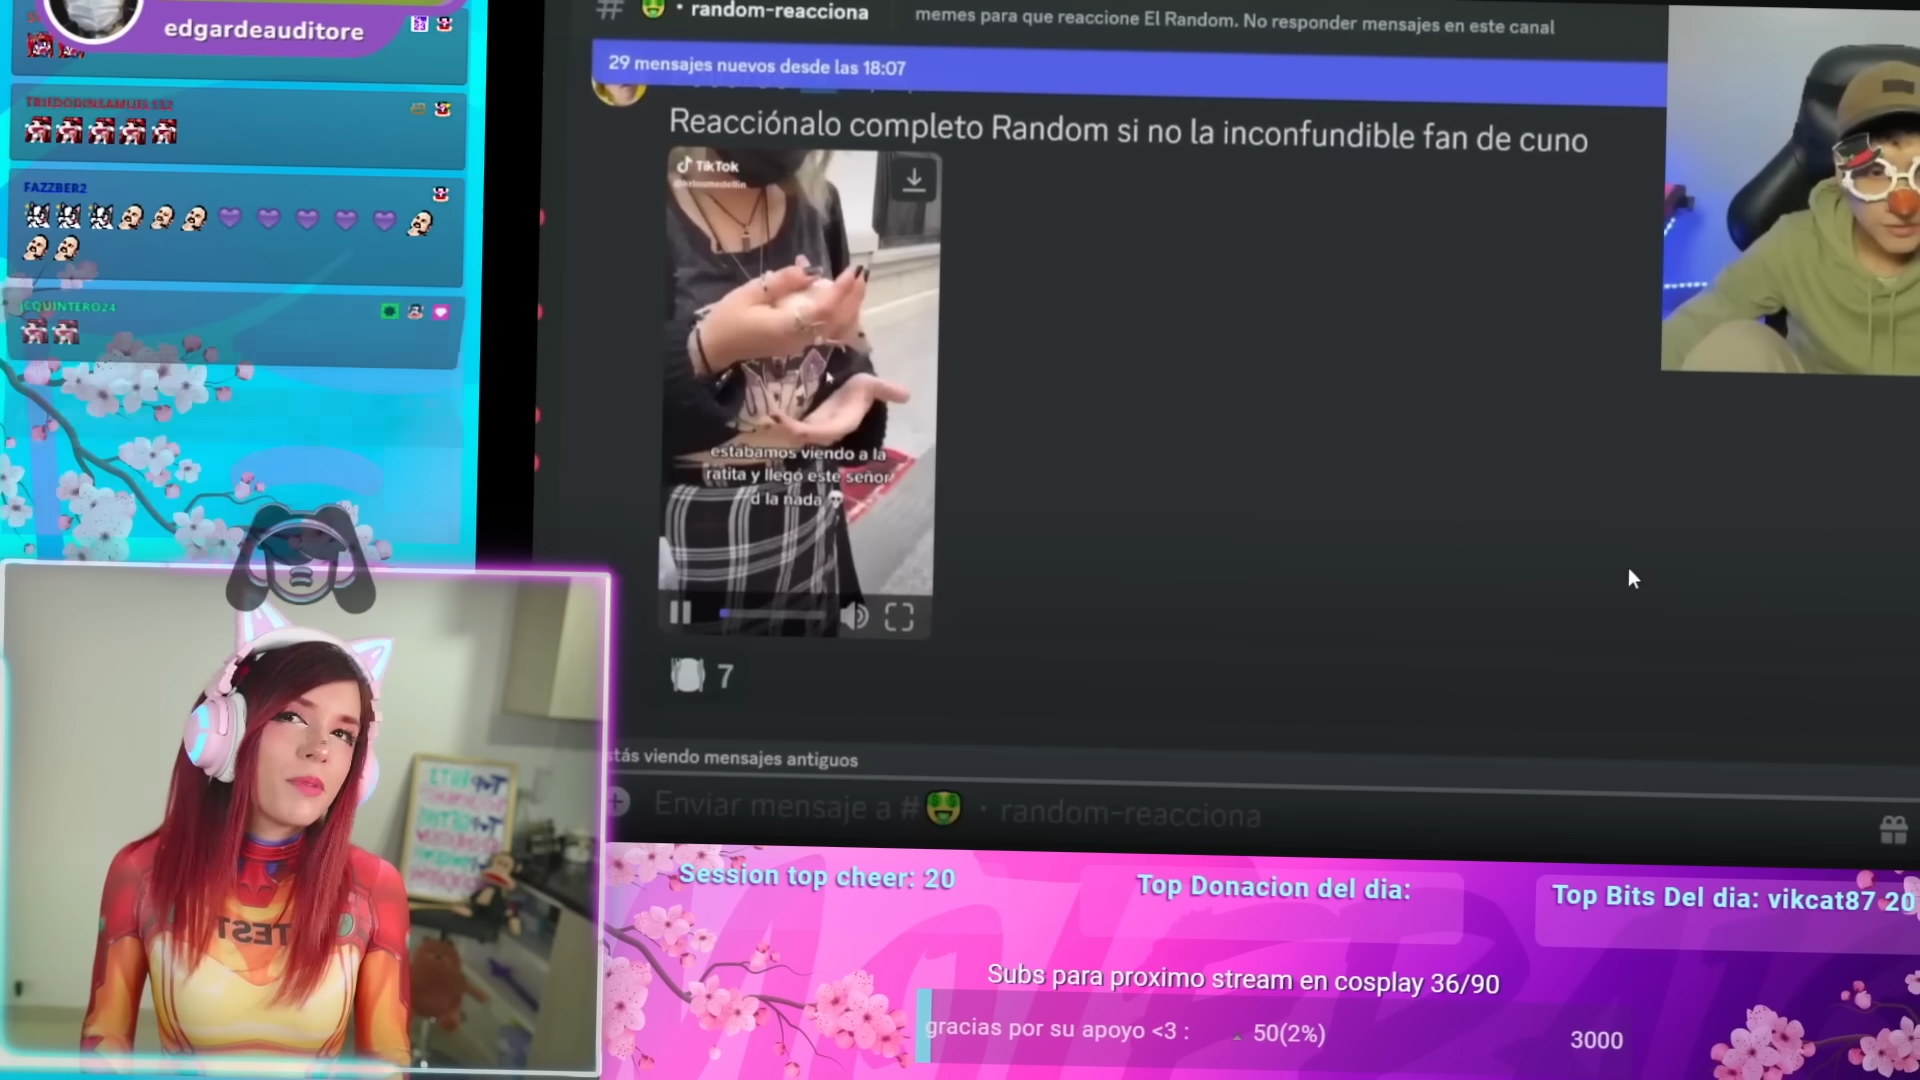 edgardeauditore
FAZZBER2
CQUINTERO24
# • random-reacciona
memes para que reaccione El Random. No responder mensajes en este canal
29 mensajes nuevos desde las 18:07
Reacciónalo completo Random si no la inconfundible fan de cuno
TikTok
estabamos viendo a la
ratita y llegó este señor
d la nada
7
stás viendo mensajes antiguos
Enviar mensaje a # • random-reacciona
TEST
Session top cheer: 20
Top Donacion del dia:
Top Bits Del dia: vikcat87 20
Subs para proximo stream en cosplay 36/90
gracias por su apoyo <3 :
50(2%)
3000